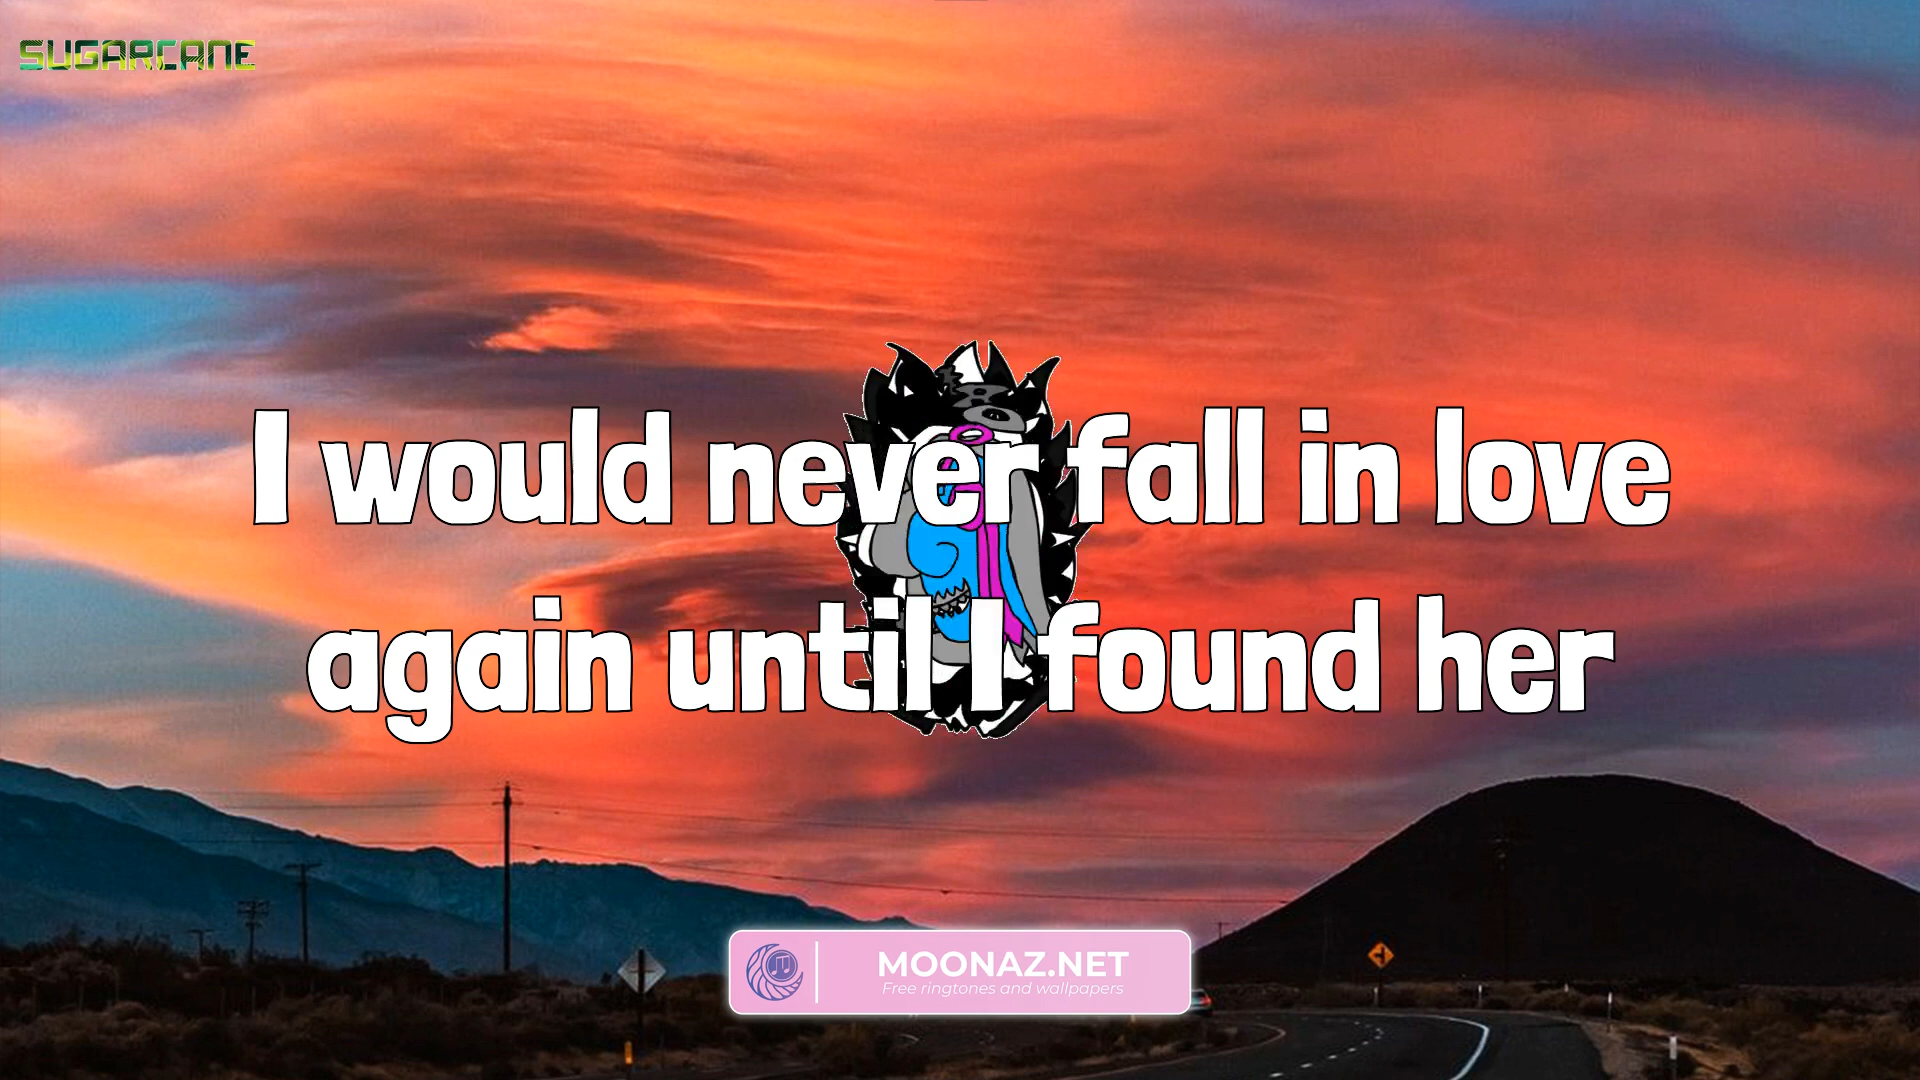 SUGARCANE
I would never fall in love
again until I found her
MOONAZ.NET
Free ringtones and wallpapers